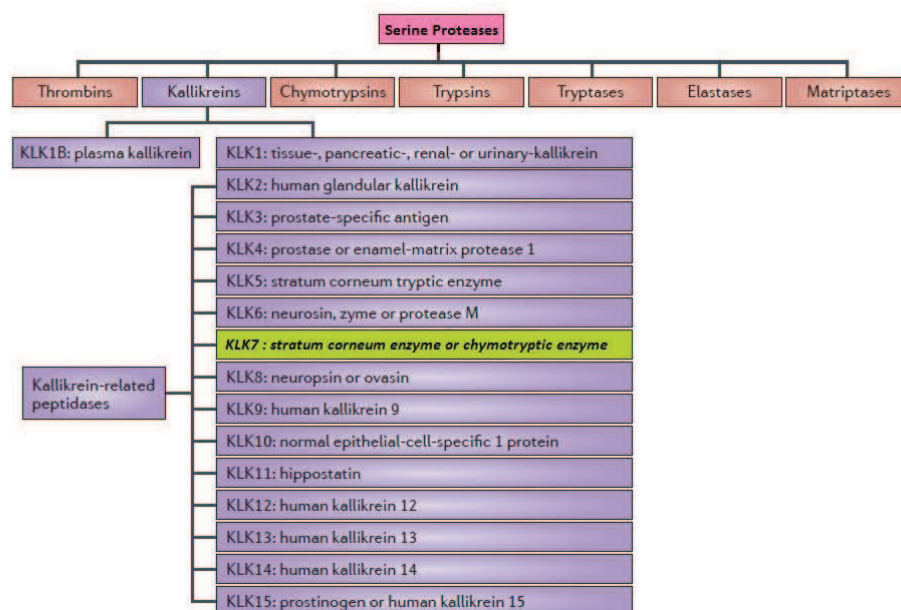 Serine Proteases
Thrombins
Kallikreins
Chymotrypsins
Trypsins
Tryptases
Elastases
Matriptases
KLK1B: plasma kallikrein
KLK1: tissue-, pancreatic-, renal- or urinary-kallikrein
KLK2: human glandular kallikrein
KLK3: prostate-specific antigen
KLK4: prostase or enamel-matrix protease 1
KLK5: stratum corneum tryptic enzyme
KLK6: neurosin, zyme or protease M
KLK7 : stratum corneum enzyme or chymotryptic enzyme
Kallikrein-related
peptidases
KLK8: neuropsin or ovasin
KLK9: human kallikrein 9
KLK10: normal epithelial-cell-specific 1 protein
KLK11: hippostatin
KLK12: human kallikrein 12
KLK13: human kallikrein 13
KLK14: human kallikrein 14
KLK15: prostinogen or human kallikrein 15